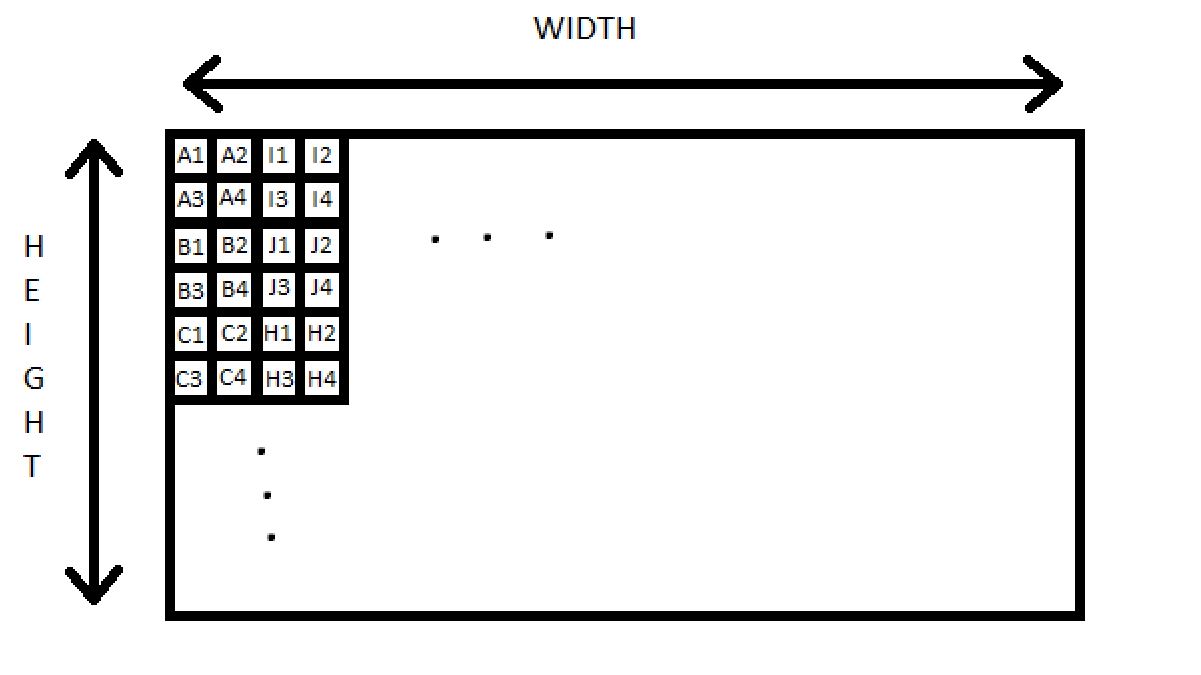 WIDTH
A1 A2 I1 I2
A3 A4 I3 I4
B1 B2 J1 J2
B3 B4 J3 J4
C1 C2 H1 H2
C3 C4 H3 H4
H
E
I
G
H
T